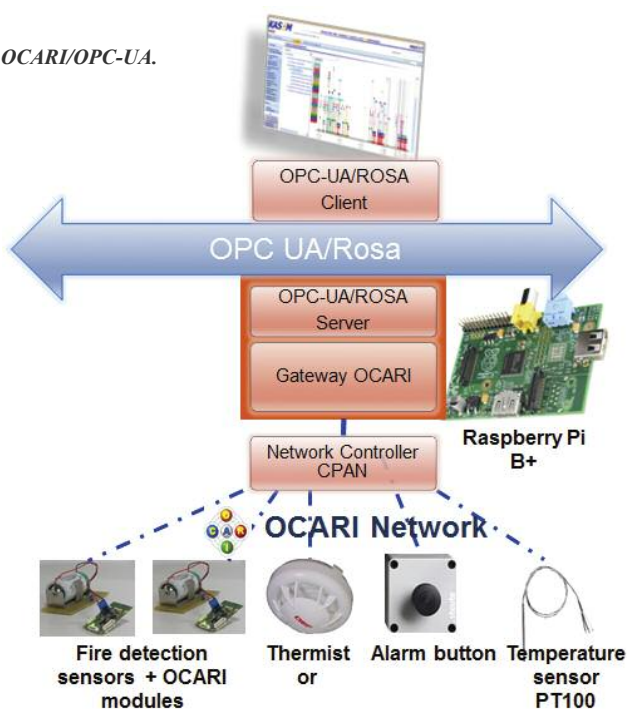 OCARI/OPC-UA.
KAS M
OPC-UA/ROSA
Client
OPC UA/Rosa
OPC-UA/ROSA
Server
Gateway OCARI
Raspberry Pi
B+
Network Controller
CPAN
O
C A R
I
OCARI Network
Fire detection
sensors + OCARI
modules
Thermist
or
Alarm button
Temperature
sensor
PT100